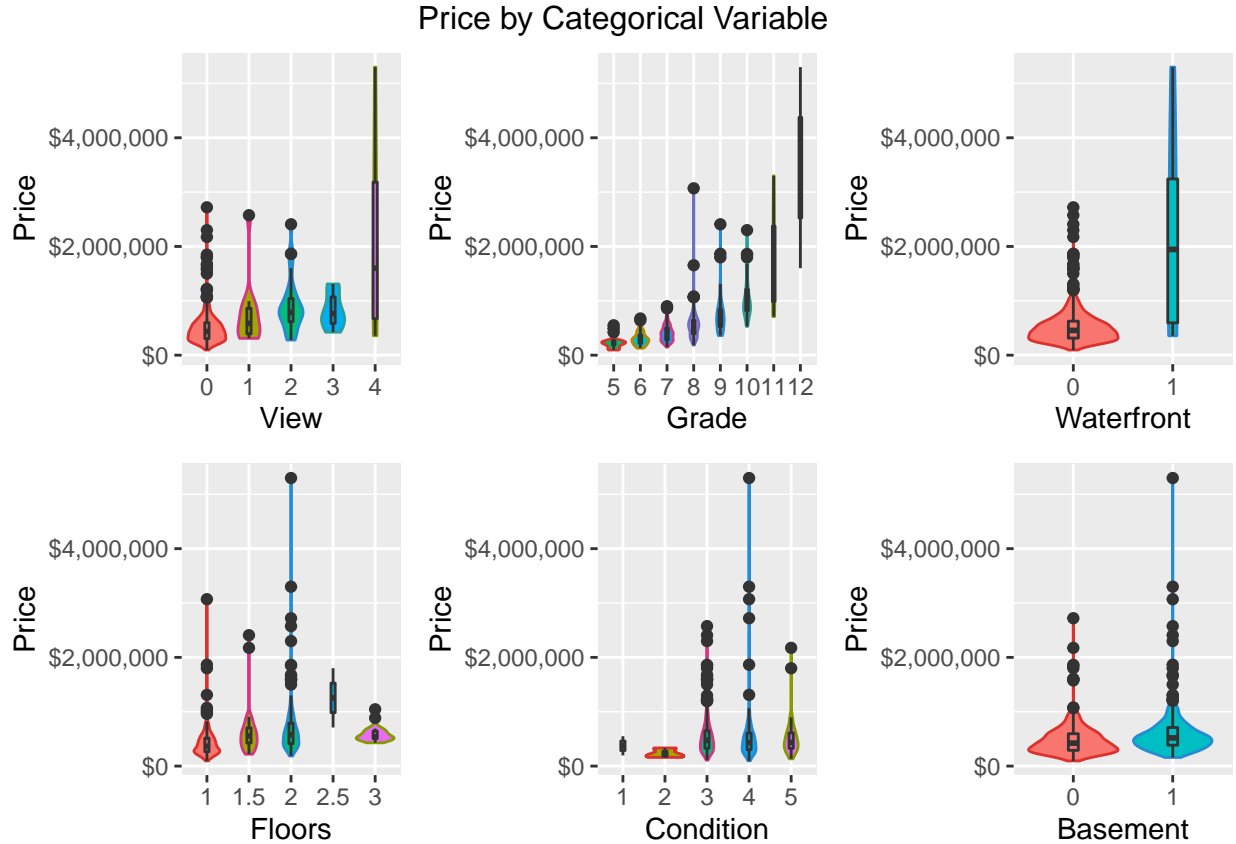 Price by Categorical Variable
Price
$4,000,000
$2,000,000
$0
0 1 2 3 4
View
Price
$4,000,000
$2,000,000
$0
5 6 7 8 9 10 11 12
Grade
Price
$4,000,000
$2,000,000
$0
0 1
Waterfront
Price
$4,000,000
$2,000,000
$0
1 1.5 2 2.5 3
Floors
Price
$4,000,000
$2,000,000
$0
1 2 3 4 5
Condition
Price
$4,000,000
$2,000,000
$0
0 1
Basement